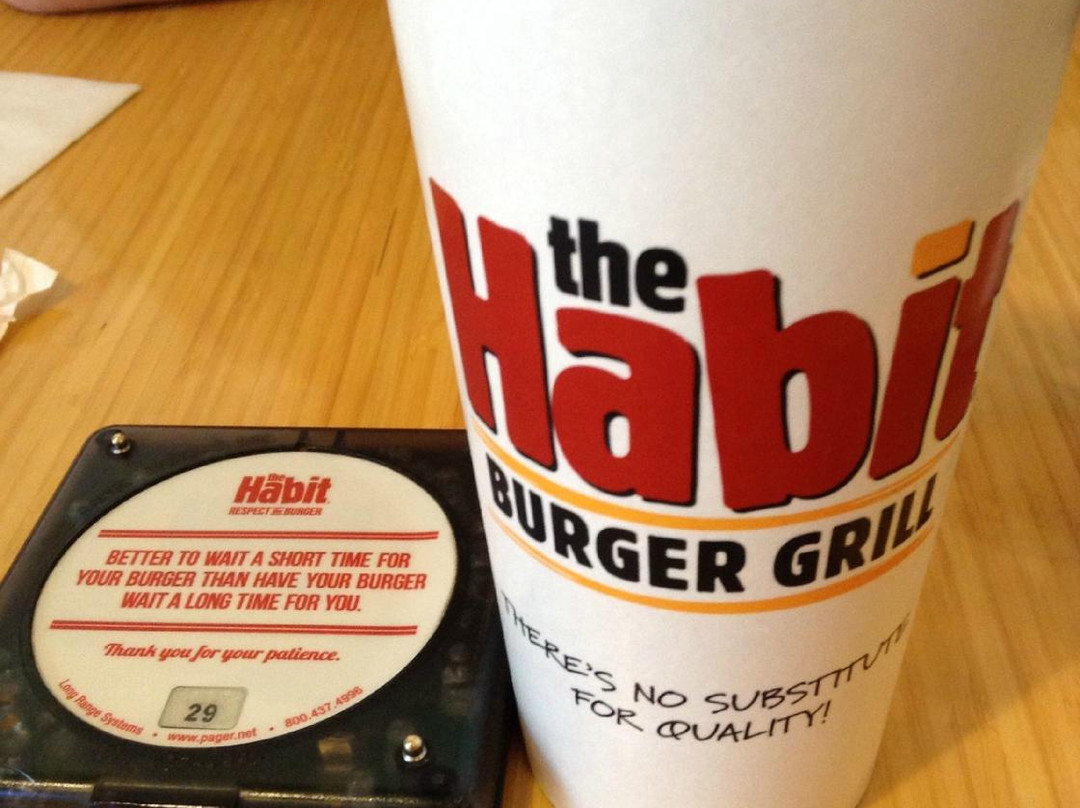 the
Habit
RESPECT THE BURGER
BETTER TO WAIT A SHORT TIME FOR
YOUR BURGER THAN HAVE YOUR BURGER
WAIT A LONG TIME FOR YOU.
Thank you for your patience.
29
Long Range Systems • www.pager.net • 800.437.4996
the
Habit
BURGER GRILL
THERE'S NO SUBSTITUTE
FOR QUALITY!